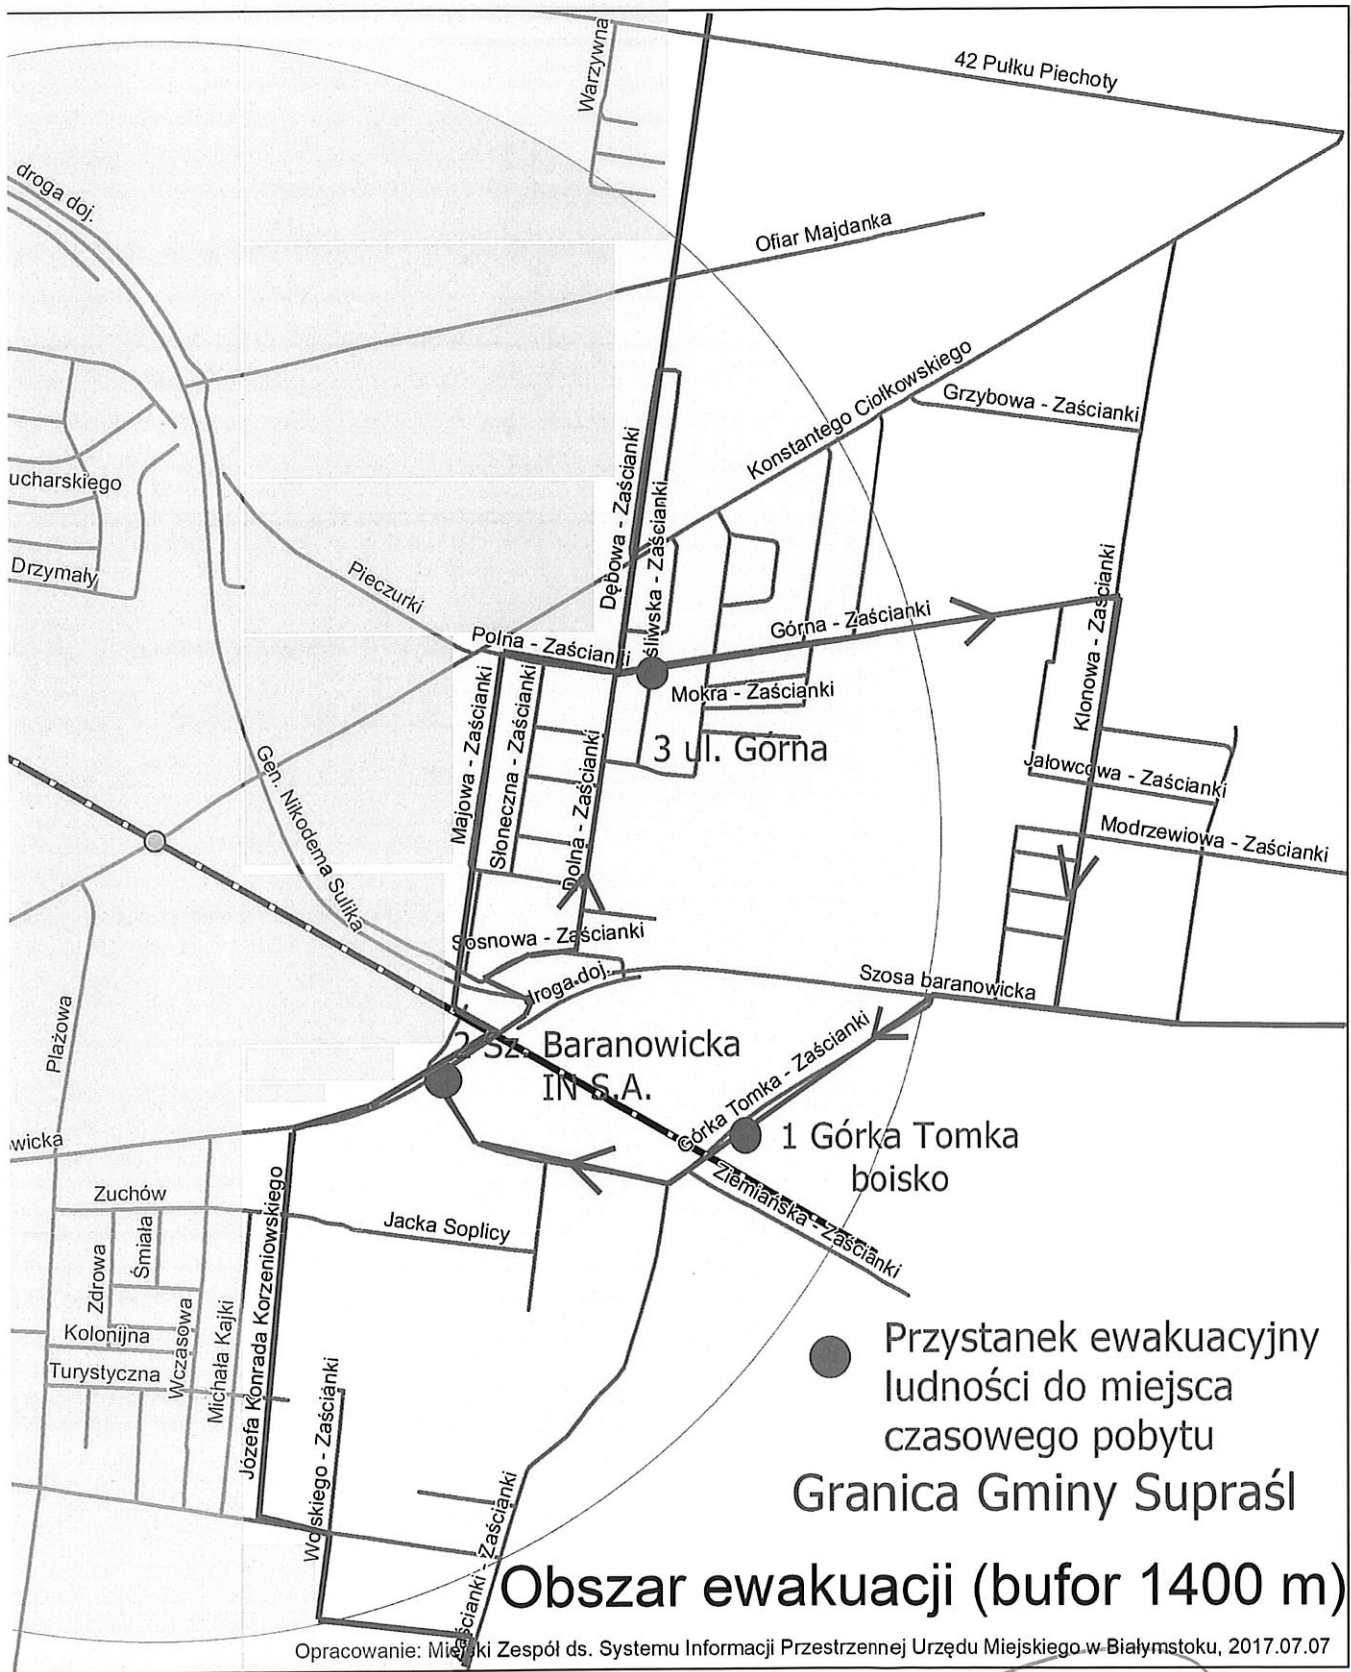 Warzywna
42 Pułku Piechoty
droga doj.
Ofiar Majdanka
Konstantego Ciołkowskiego
Grzybowa - Zaścianki
Dębowa - Zaścianki
śliwska - Zaścianki
ucharskiego
Drzymały
Pieczurki
Polna - Zaścianki
Górna - Zaścianki
Klonowa - Zaścianki
Mokra - Zaścianki
3 ul. Górna
Majowa - Zaścianki
Słoneczna - Zaścianki
Dolna - Zaścianki
Jałowcowa - Zaścianki
Modrzewiowa - Zaścianki
Gen. Nikodema Sulika
Sosnowa - Zaścianki
droga doj.
Szosa baranowicka
Plażowa
2 Sz. Baranowicka
IN S.A.
Górka Tomka - Zaścianki
1 Górka Tomka
boisko
wicka
Ziemiańska - Zaścianki
Zuchów
Jacka Soplicy
Śmiała
Zdrowa
Kolonijna
Turystyczna
Wczasowa
Michała Kajki
Józefa Konrada Korzeniowskiego
Wolskiego - Zaścianki
Zaścianki - Zaścianki
Przystanek ewakuacyjny
ludności do miejsca
czasowego pobytu
Granica Gminy Supraśl
Obszar ewakuacji (bufor 1400 m)
Opracowanie: Miejski Zespół ds. Systemu Informacji Przestrzennej Urzędu Miejskiego w Białymstoku, 2017.07.07